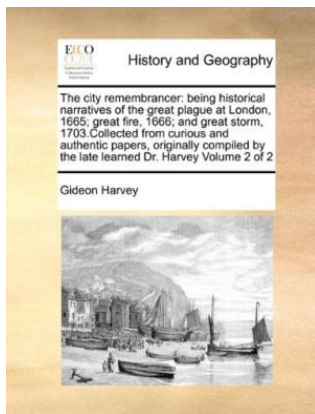 ECCO
History and Geography
The city remembrancer: being historical
narratives of the great plague at London,
1665; great fire, 1666; and great storm,
1703.Collected from curious and
authentic papers, originally compiled by
the late learned Dr. Harvey Volume 2 of 2
Gideon Harvey